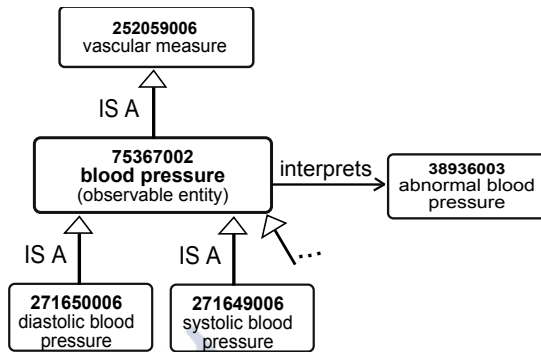 252059006
vascular measure
IS A
75367002
blood pressure
(observable entity)
interprets
38936003
abnormal blood
pressure
IS A
IS A
...
271650006
diastolic blood
pressure
271649006
systolic blood
pressure